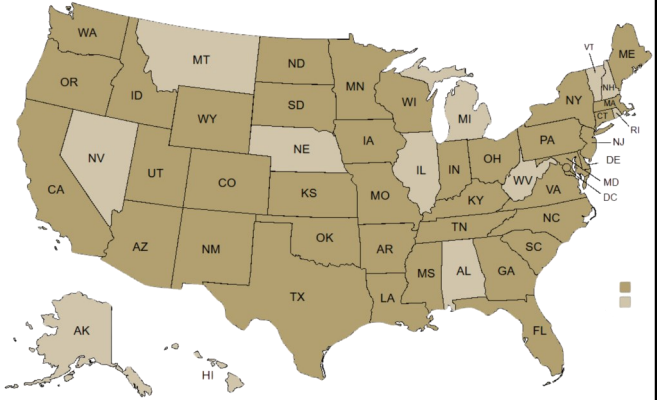 WA
MT
ND
MN
VT
ME
OR
ID
SD
WI
MI
NH
NY
MA
WY
CT
RI
NE
IA
PA
NJ
NV
UT
CO
IL
IN
OH
DE
CA
KS
MO
KY
WV
VA
MD
DC
AZ
NM
OK
AR
TN
NC
SC
TX
LA
MS
AL
GA
FL
AK
HI